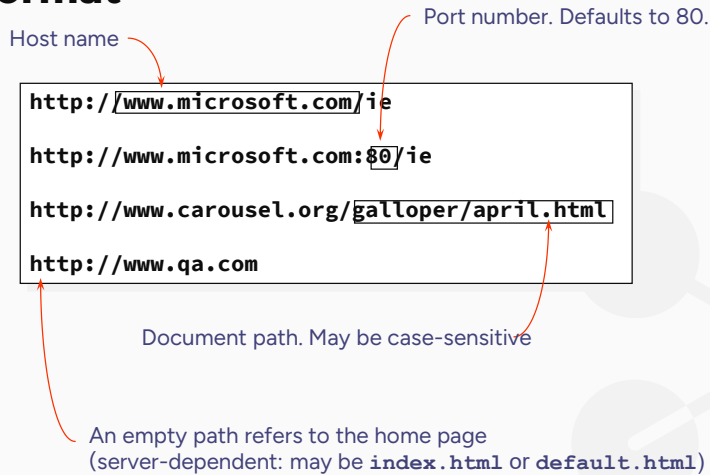 Port number. Defaults to 80.
Host name
http://www.microsoft.com/ie
http://www.microsoft.com:80/ie
http://www.carousel.org/galloper/april.html
http://www.qa.com
Document path. May be case-sensitive
An empty path refers to the home page
(server-dependent: may be index.html or default.html)